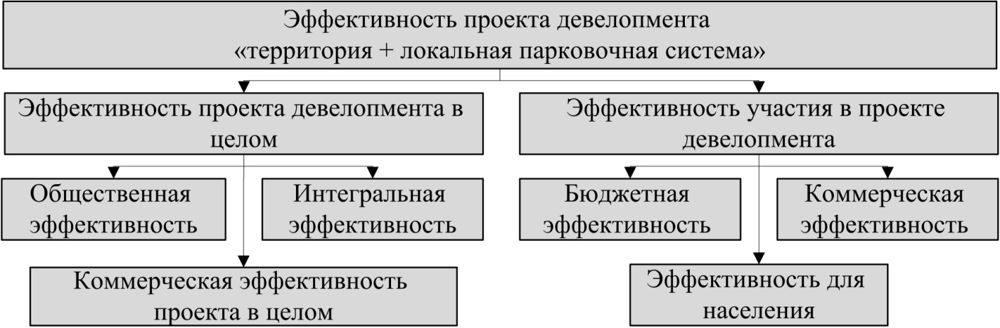 Эффективность проекта девелопмента
«территория + локальная парковочная система»
Эффективность проекта девелопмента в
целом
Эффективность участия в проекте
девелопмента
Общественная
эффективность
Интегральная
эффективность
Бюджетная
эффективность
Коммерческая
эффективность
Коммерческая эффективность
проекта в целом
Эффективность для
населения